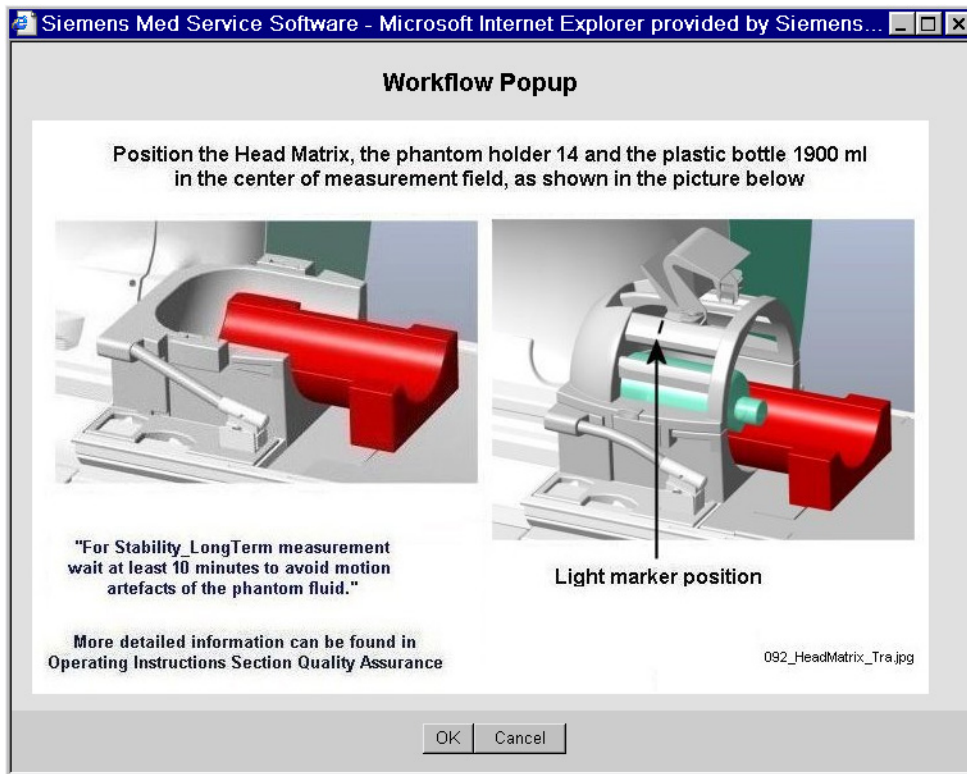 Siemens Med Service Software - Microsoft Internet Explorer provided by Siemens...
Workflow Popup
Position the Head Matrix, the phantom holder 14 and the plastic bottle 1900 ml
in the center of measurement field, as shown in the picture below
"For Stability_LongTerm measurement
wait at least 10 minutes to avoid motion
artefacts of the phantom fluid."
Light marker position
More detailed information can be found in
Operating Instructions Section Quality Assurance
092_HeadMatrix_Tra.jpg
OK
Cancel